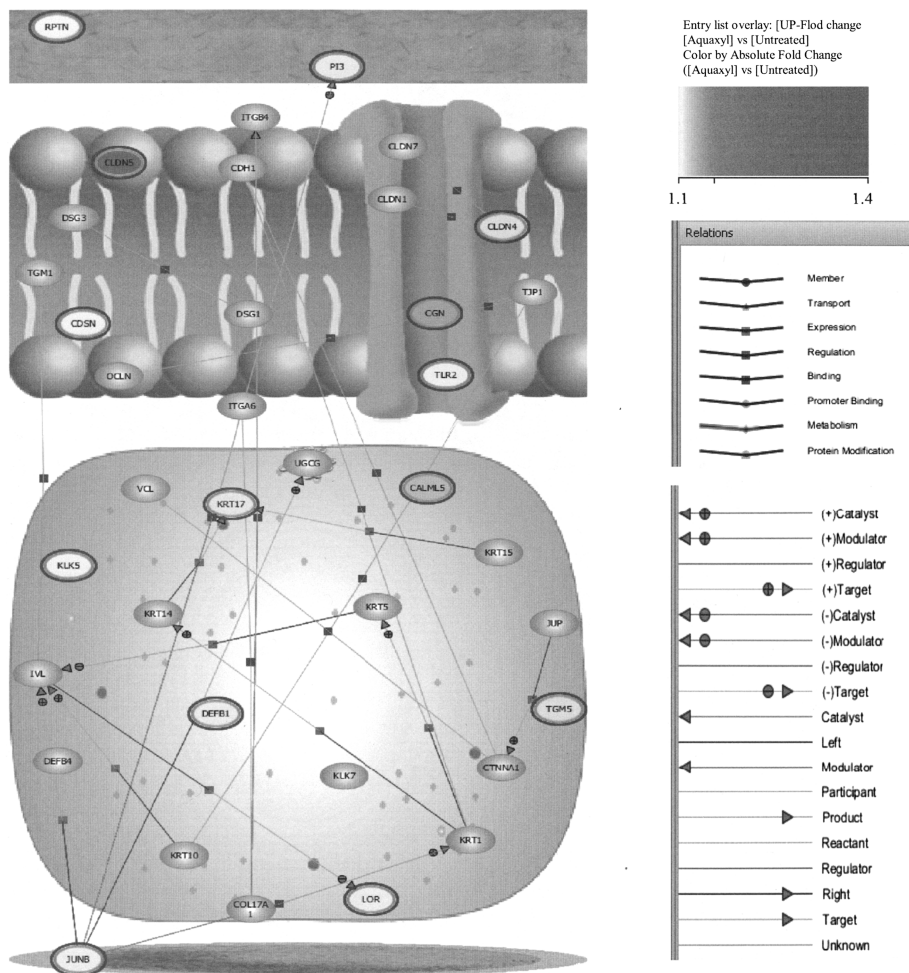 RPTN
PI3
ITGB4
CLDN5
CDH1
CLDN7
CLDN1
DSG3
CLDN4
TGM1
TJP1
CDSN
DSG1
CGN
OCLN
TLR2
ITGA6
UGCG
VCL
CALML5
KRT17
KRT15
KLK5
KRT14
KRT5
JUP
IVL
DEFB1
TGM5
DEFB4
KLK7
CTNNA1
KRT10
KRT1
COL17A
1
LOR
JUNB
Entry list overlay: [UP-Flod change
[Aquaxyl] vs [Untreated]
Color by Absolute Fold Change
([Aquaxyl] vs [Untreated])
1.1 1.4
Relations
Member
Transport
Expression
Regulation
Binding
Promoter Binding
Metabolism
Protein Modification
(+)Catalyst
(+)Modulator
(+)Regulator
(+)Target
(-)Catalyst
(-)Modulator
(-)Regulator
(-)Target
Catalyst
Left
Modulator
Participant
Product
Reactant
Regulator
Right
Target
Unknown